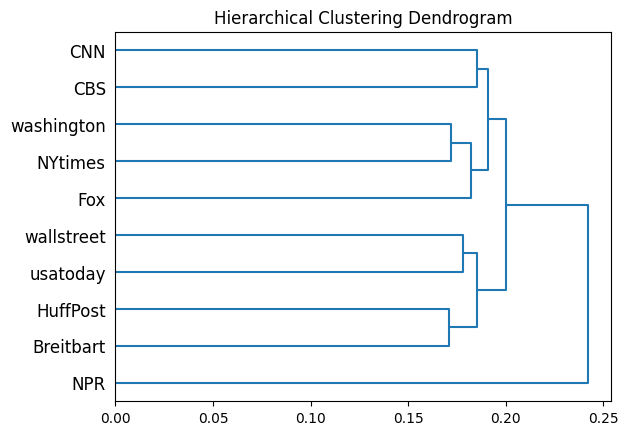 Hierarchical Clustering Dendrogram
CNN
CBS
washington
NYtimes
Fox
wallstreet
usatoday
HuffPost
Breitbart
NPR
0.00 0.05 0.10 0.15 0.20 0.25